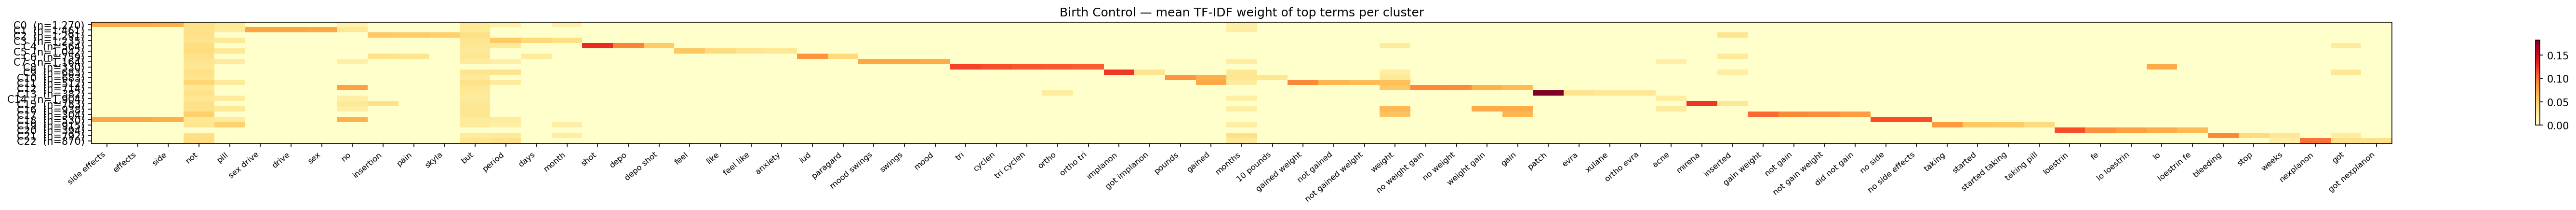 Birth Control — mean TF-IDF weight of top terms per cluster
C0 (n=1,270)
C22 (n=870)
side effects
effects
side
not
pill
sex drive
drive
sex
no
insertion
pain
skyla
but
period
days
month
shot
depo
depo shot
feel
like
feel like
anxiety
iud
paragard
mood swings
swings
mood
tri
cyclen
tri cyclen
ortho
ortho tri
implanon
got implanon
pounds
gained
months
10 pounds
gained weight
not gained
not gained weight
weight
no weight gain
no weight
weight gain
gain
patch
evra
xulane
ortho evra
acne
mirena
inserted
gain weight
not gain
not gain weight
did not gain
no side
no side effects
taking
started
started taking
taking pill
loestrin
fe
lo loestrin
lo
loestrin fe
bleeding
stop
weeks
nexplanon
got
got nexplanon
0.15
0.10
0.05
0.00